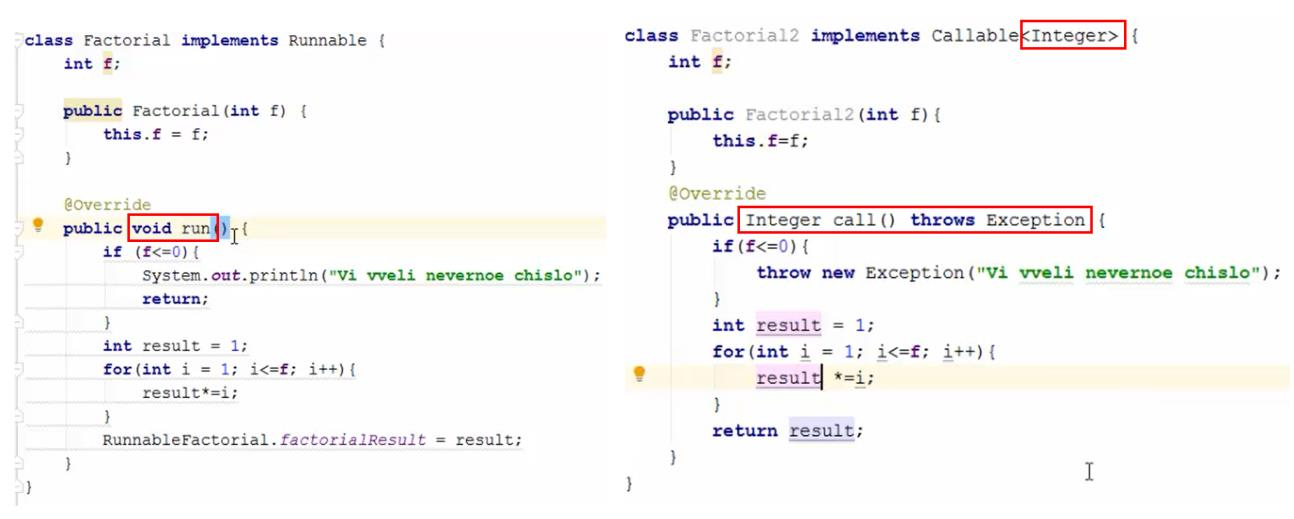 class Factorial implements Runnable {
int f;
public Factorial(int f) {
this.f = f;
}
@Override
public void run() {
if (f<=0){
System.out.println("Vi vveli nevernoe chislo");
return;
}
int result = 1;
for(int i = 1; i<=f; i++){
result*=i;
}
RunnableFactorial.factorialResult = result;
}
}
class Factorial2 implements Callable<Integer> {
int f;
public Factorial2(int f){
this.f=f;
}
@Override
public Integer call() throws Exception {
if(f<=0){
throw new Exception("Vi vveli nevernoe chislo");
}
int result = 1;
for(int i = 1; i<=f; i++){
result *=i;
}
return result;
}
}